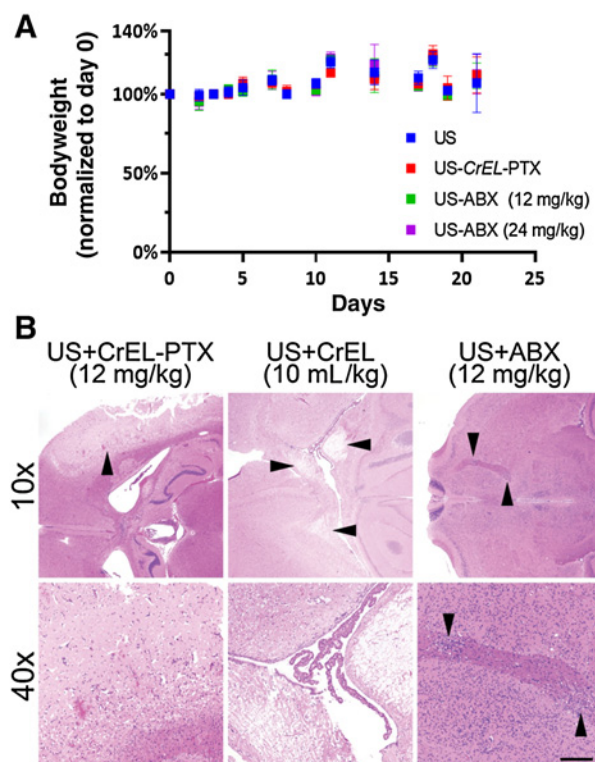 A
140%
100%
50%
0%
Bodyweight
(normalized to day 0)
US
US-CrEL-PTX
US-ABX (12 mg/kg)
US-ABX (24 mg/kg)
0 5 10 15 20 25
Days
B
US+CrEL-PTX
(12 mg/kg)
US+CrEL
(10 mL/kg)
US+ABX
(12 mg/kg)
10x
40x